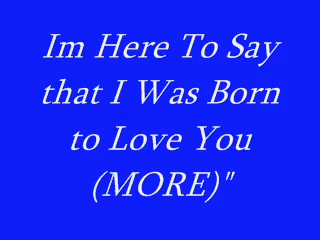 Im Here To Say
that I Was Born
to Love You
(MORE)"